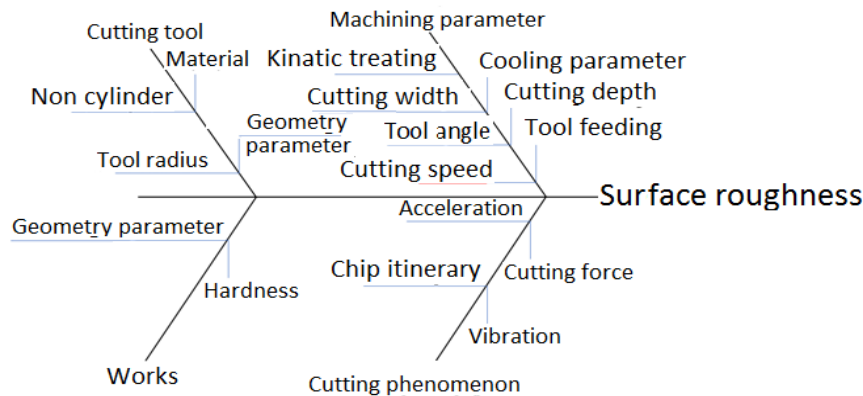 Machining parameter
Cutting tool
Material
Kinatic treating
Cooling parameter
Non cylinder
Cutting width
Cutting depth
Geometry
parameter
Tool angle
Tool feeding
Tool radius
Cutting speed
Surface roughness
Acceleration
Geometry parameter
Chip itinerary
Cutting force
Hardness
Vibration
Works
Cutting phenomenon